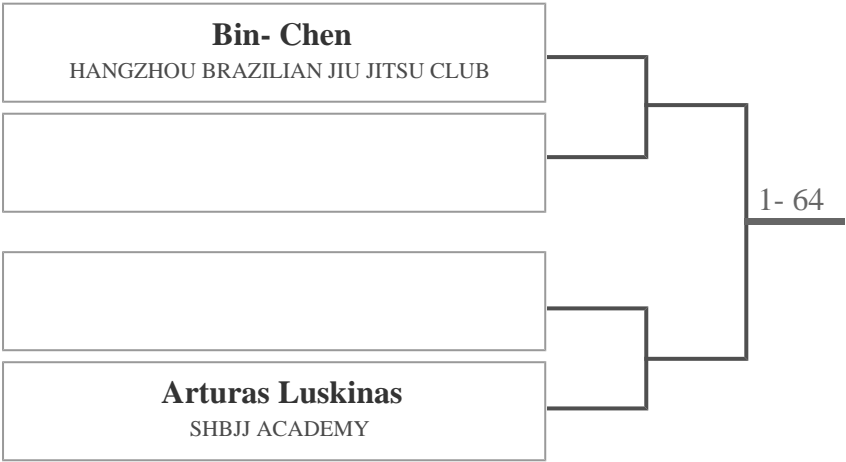 Bin- Chen
HANGZHOU BRAZILIAN JIU JITSU CLUB
1- 64
Arturas Luskinas
SHBJJ ACADEMY